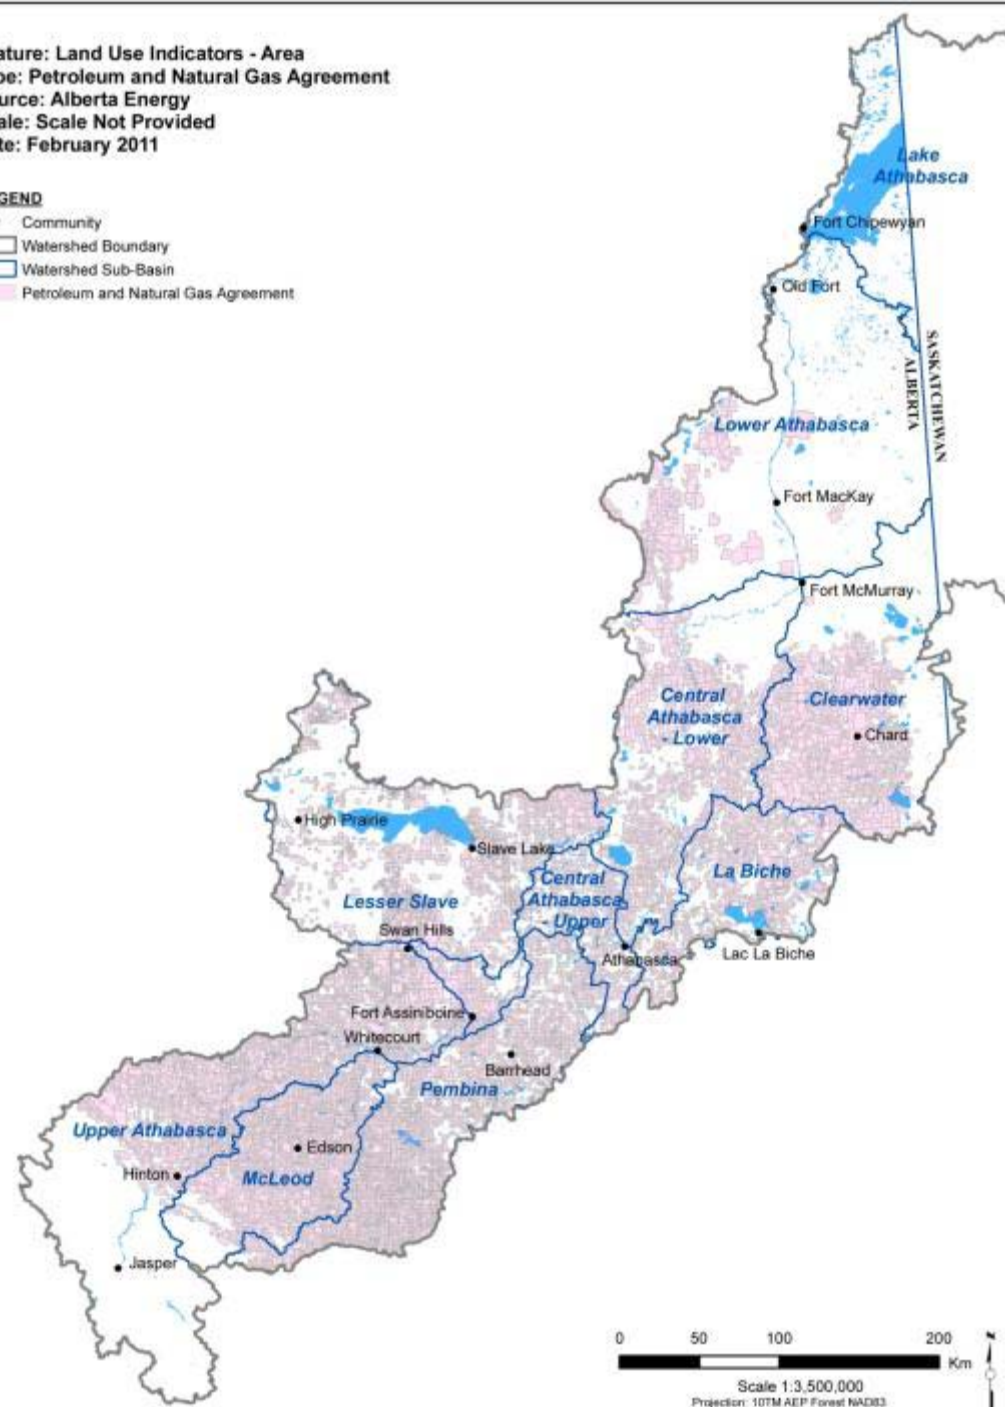 ature: Land Use Indicators - Area
pe: Petroleum and Natural Gas Agreement
urce: Alberta Energy
ale: Scale Not Provided
te: February 2011
GEND
Community
Watershed Boundary
Watershed Sub-Basin
Petroleum and Natural Gas Agreement
Lake
Athabasca
Fort Chipewyan
Old Fort
SASKATCHEWAN
ALBERTA
Lower Athabasca
Fort MacKay
Fort McMurray
Central
Athabasca
- Lower
Clearwater
Chard
High Prairie
Slave Lake
La Biche
Central
Athabasca
- Upper
Lesser Slave
Swan Hills
Athabasca
Lac La Biche
Fort Assiniboine
Whitecourt
Barrhead
Pembina
Upper Athabasca
Edson
Hinton
McLeod
Jasper
0 50 100 200
Km
N
Scale 1:3,500,000
Projection: 10TM AEP Forest NAD83